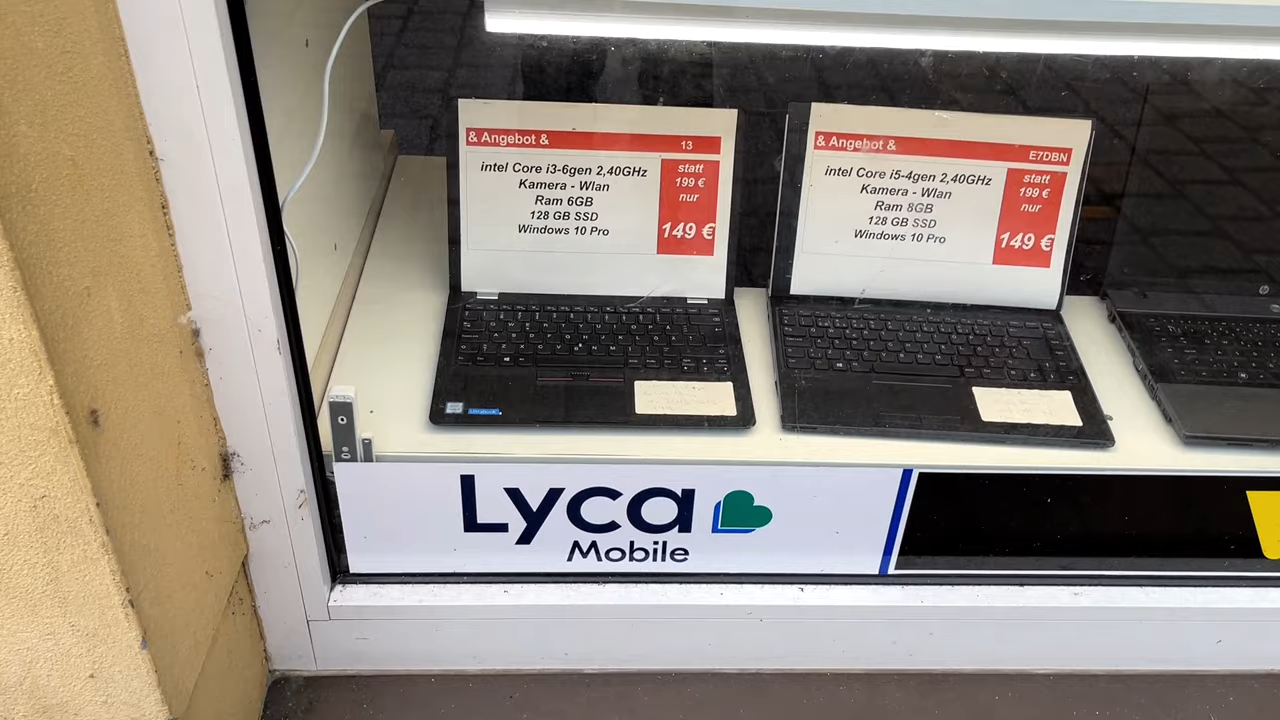 & Angebot & 13
intel Core i3-6gen 2,40GHz
Kamera - Wlan
Ram 6GB
128 GB SSD
Windows 10 Pro
statt
199 €
nur
149 €
& Angebot & E7DBN
intel Core i5-4gen 2,40GHz
Kamera - Wlan
Ram 8GB
128 GB SSD
Windows 10 Pro
statt
199 €
nur
149 €
Lyca
Mobile